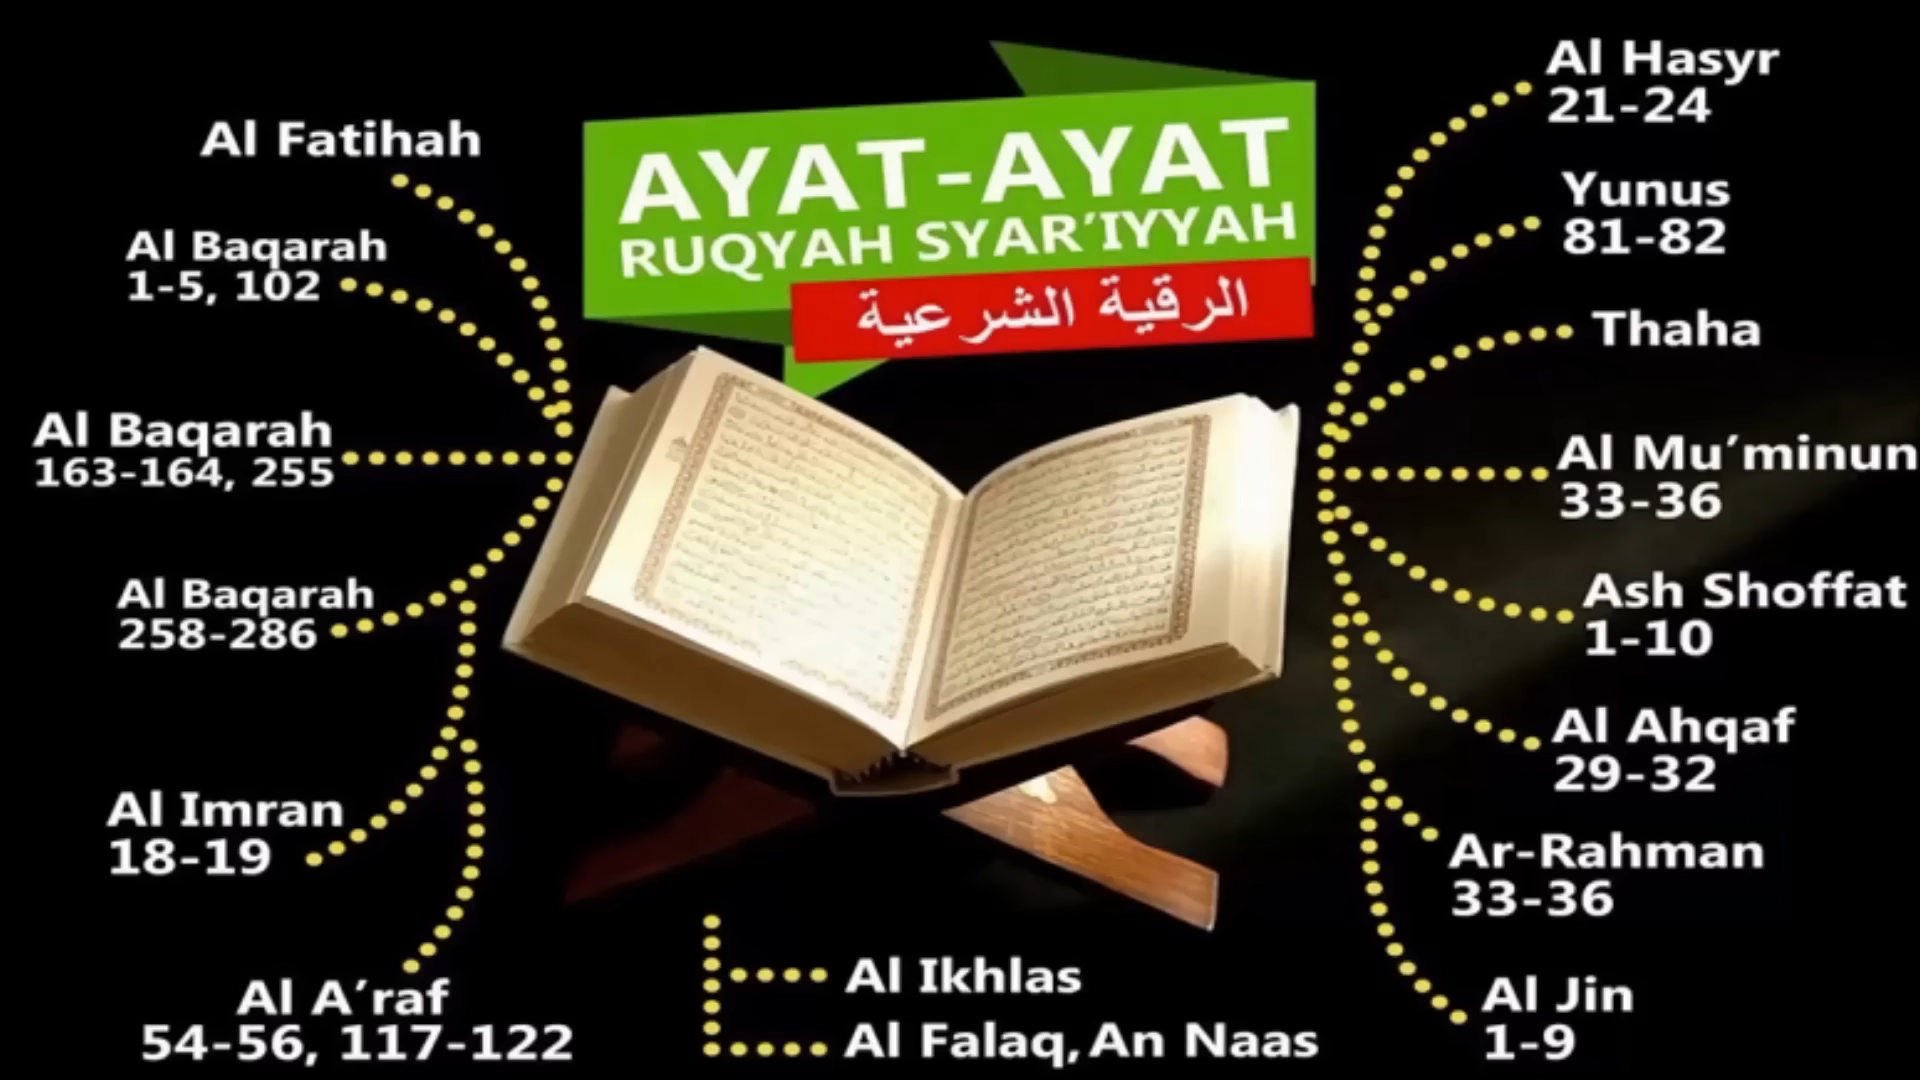 AYAT-AYAT
RUQYAH SYAR'IYYAH
الرقية الشرعية
Al Fatihah
Al Baqarah
1-5, 102
Al Baqarah
163-164, 255
Al Baqarah
258-286
Al Imran
18-19
Al A'raf
54-56, 117-122
Al Ikhlas
Al Falaq, An Naas
Al Hasyr
21-24
Yunus
81-82
Thaha
Al Mu'minun
33-36
Ash Shoffat
1-10
Al Ahqaf
29-32
Ar-Rahman
33-36
Al Jin
1-9